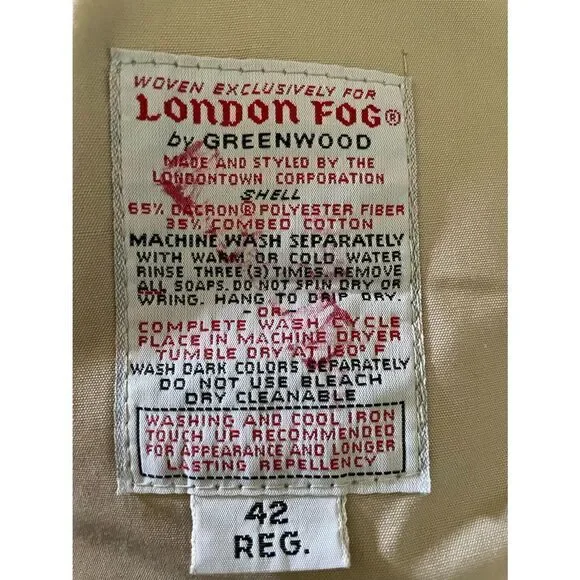 WOVEN EXCLUSIVELY FOR
LONDON FOG®
by GREENWOOD
MADE AND STYLED BY THE
LONDONTOWN CORPORATION
SHELL
65% DACRON® POLYESTER FIBER
35% COMBED COTTON
MACHINE WASH SEPARATELY
WITH WARM OR COLD WATER
RINSE THREE (3) TIMES. REMOVE
ALL SOAPS. DO NOT SPIN DRY OR
WRING. HANG TO DRIP DRY.
-OR-
COMPLETE WASH CYCLE
PLACE IN MACHINE DRYER
TUMBLE DRY AT 160° F
WASH DARK COLORS SEPARATELY
DO NOT USE BLEACH
DRY CLEANABLE
WASHING AND COOL IRON
TOUCH UP RECOMMENDED
FOR APPEARANCE AND LONGER
LASTING REPELLENCY
42
REG.